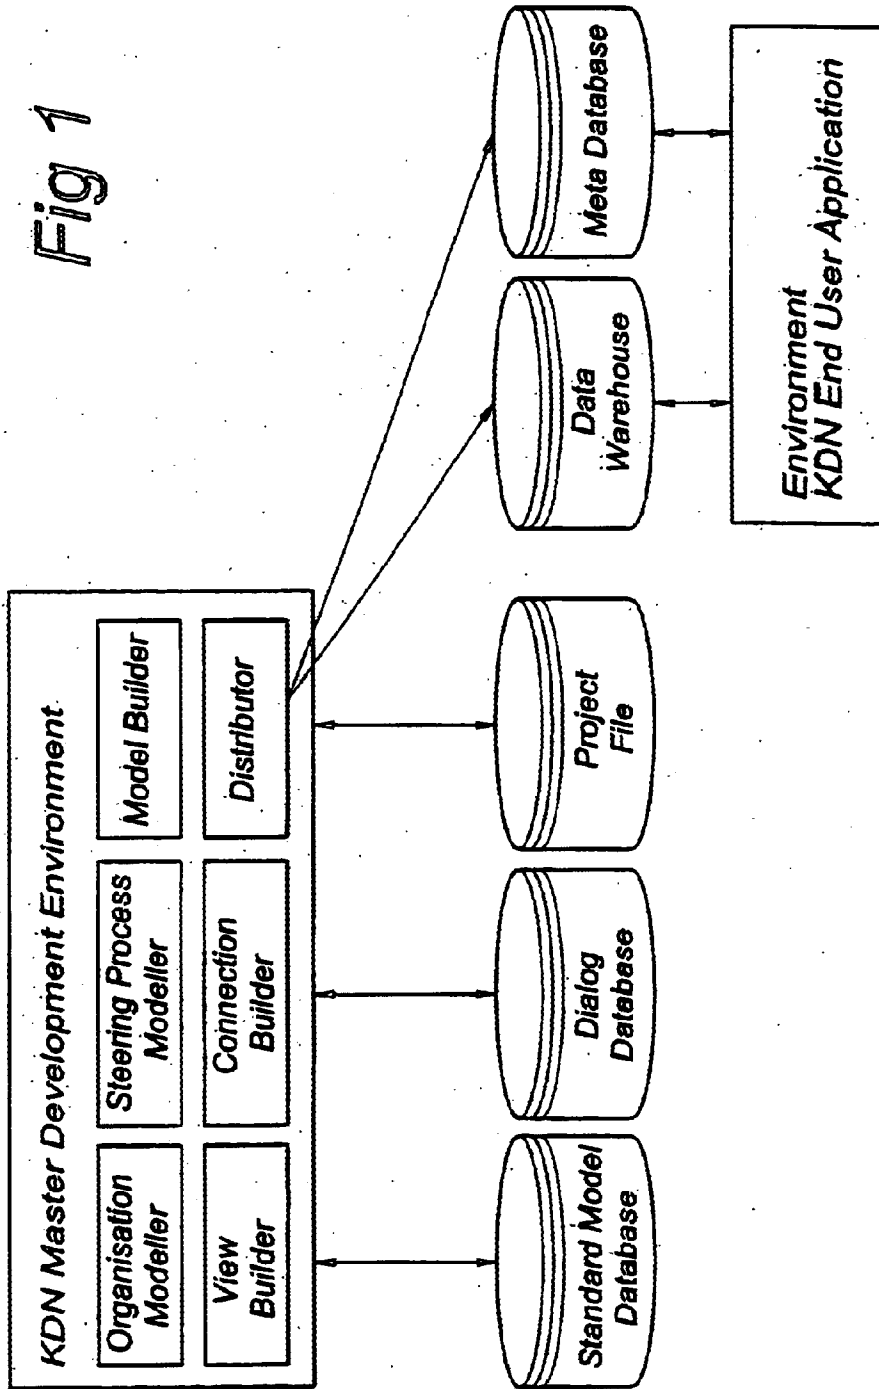 Fig 1
KDN Master Development Environment
Organisation
Modeller
Steering Process
Modeller
Model Builder
View
Builder
Connection
Builder
Distributor
Standard Model
Database
Dialog
Database
Project
File
Data
Warehouse
Meta Database
Environment
KDN End User Application